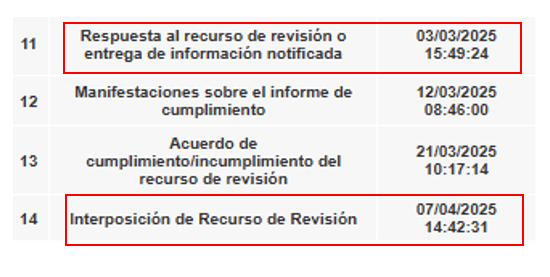 11 Respuesta al recurso de revisión o entrega de información notificada 03/03/2025 15:49:24
12 Manifestaciones sobre el informe de cumplimiento 12/03/2025 08:46:00
13 Acuerdo de cumplimiento/incumplimiento del recurso de revisión 21/03/2025 10:17:14
14 Interposición de Recurso de Revisión 07/04/2025 14:42:31